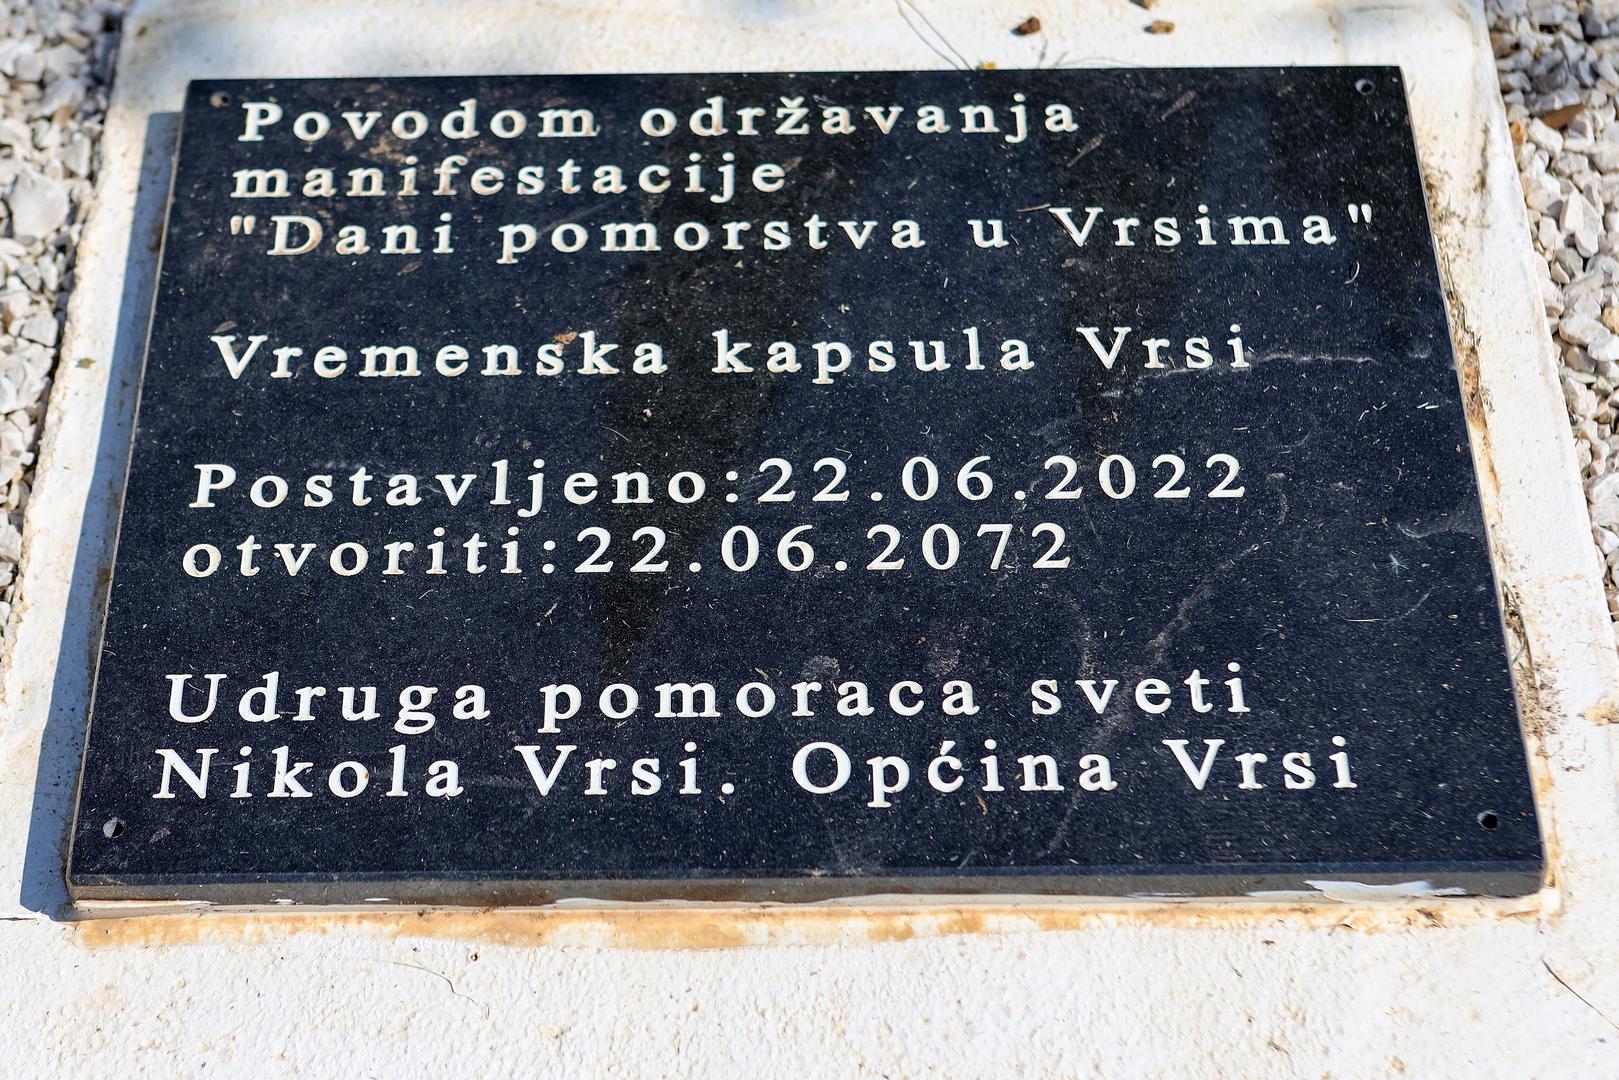 Povodom održavanja
manifestacije
"Dani pomorstva u Vrsima"
Vremenska kapsula Vrsi
Postavljeno:22.06.2022
otvoriti:22.06.2072
Udruga pomoraca sveti
Nikola Vrsi. Općina Vrsi